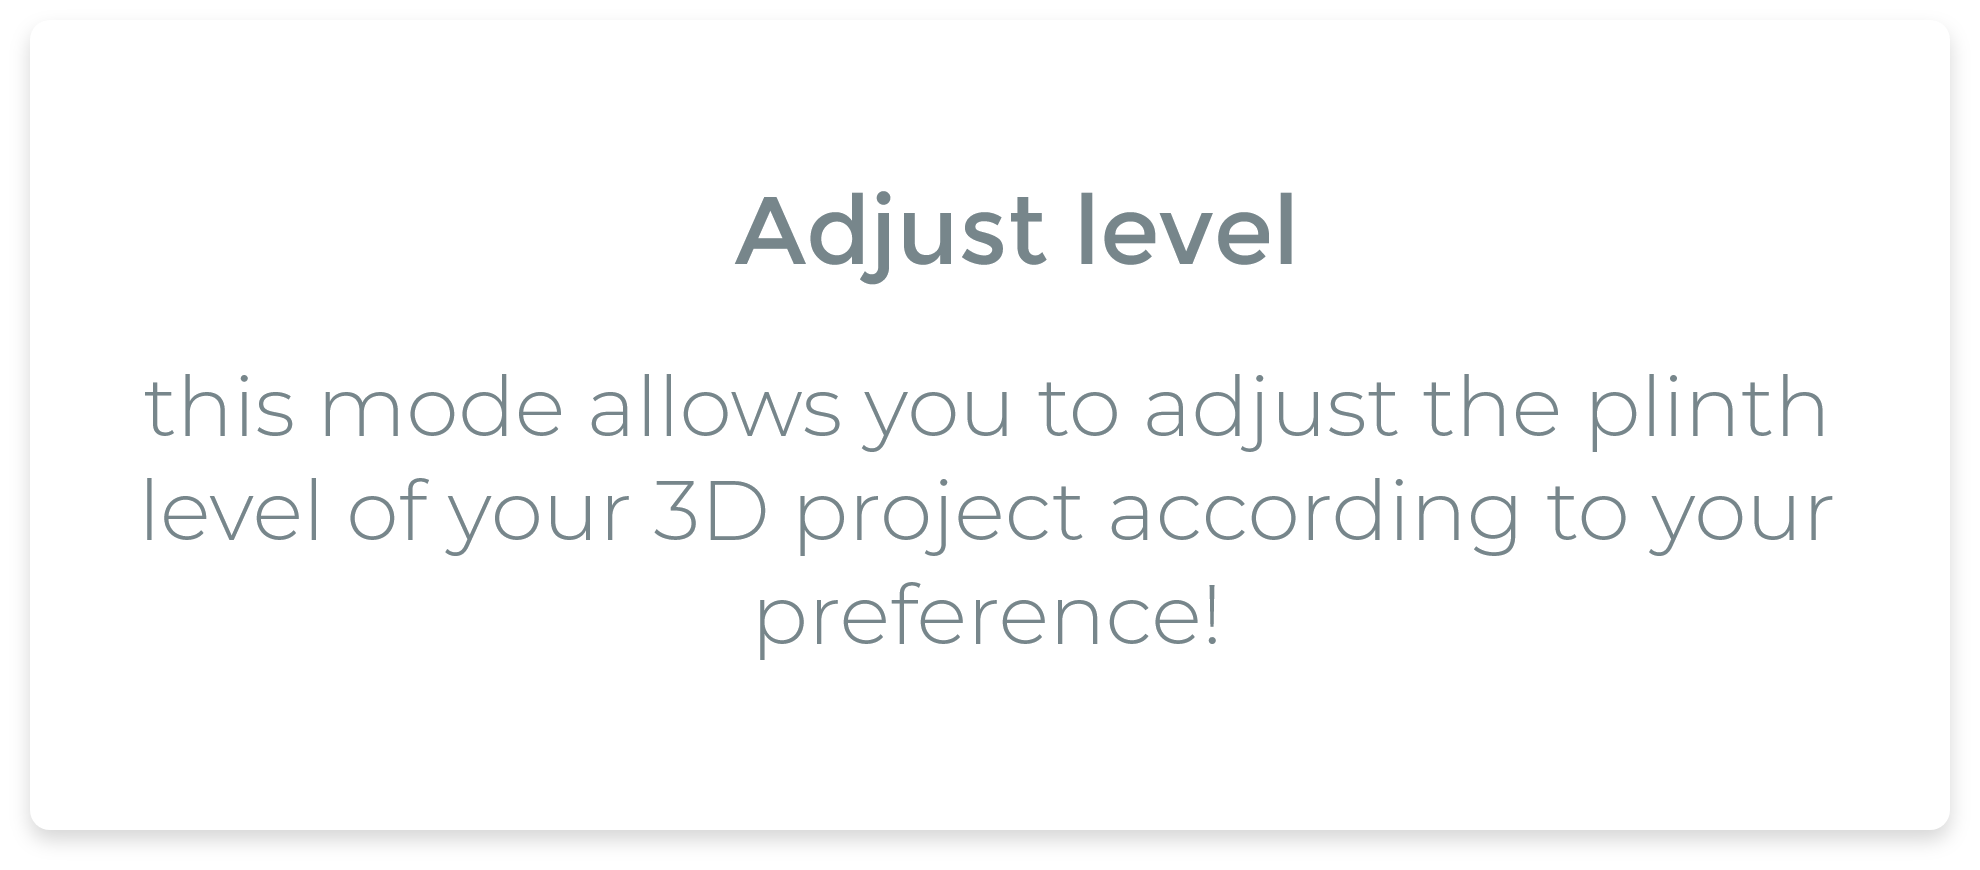 Adjust level
this mode allows you to adjust the plinth
level of your 3D project according to your
preference!